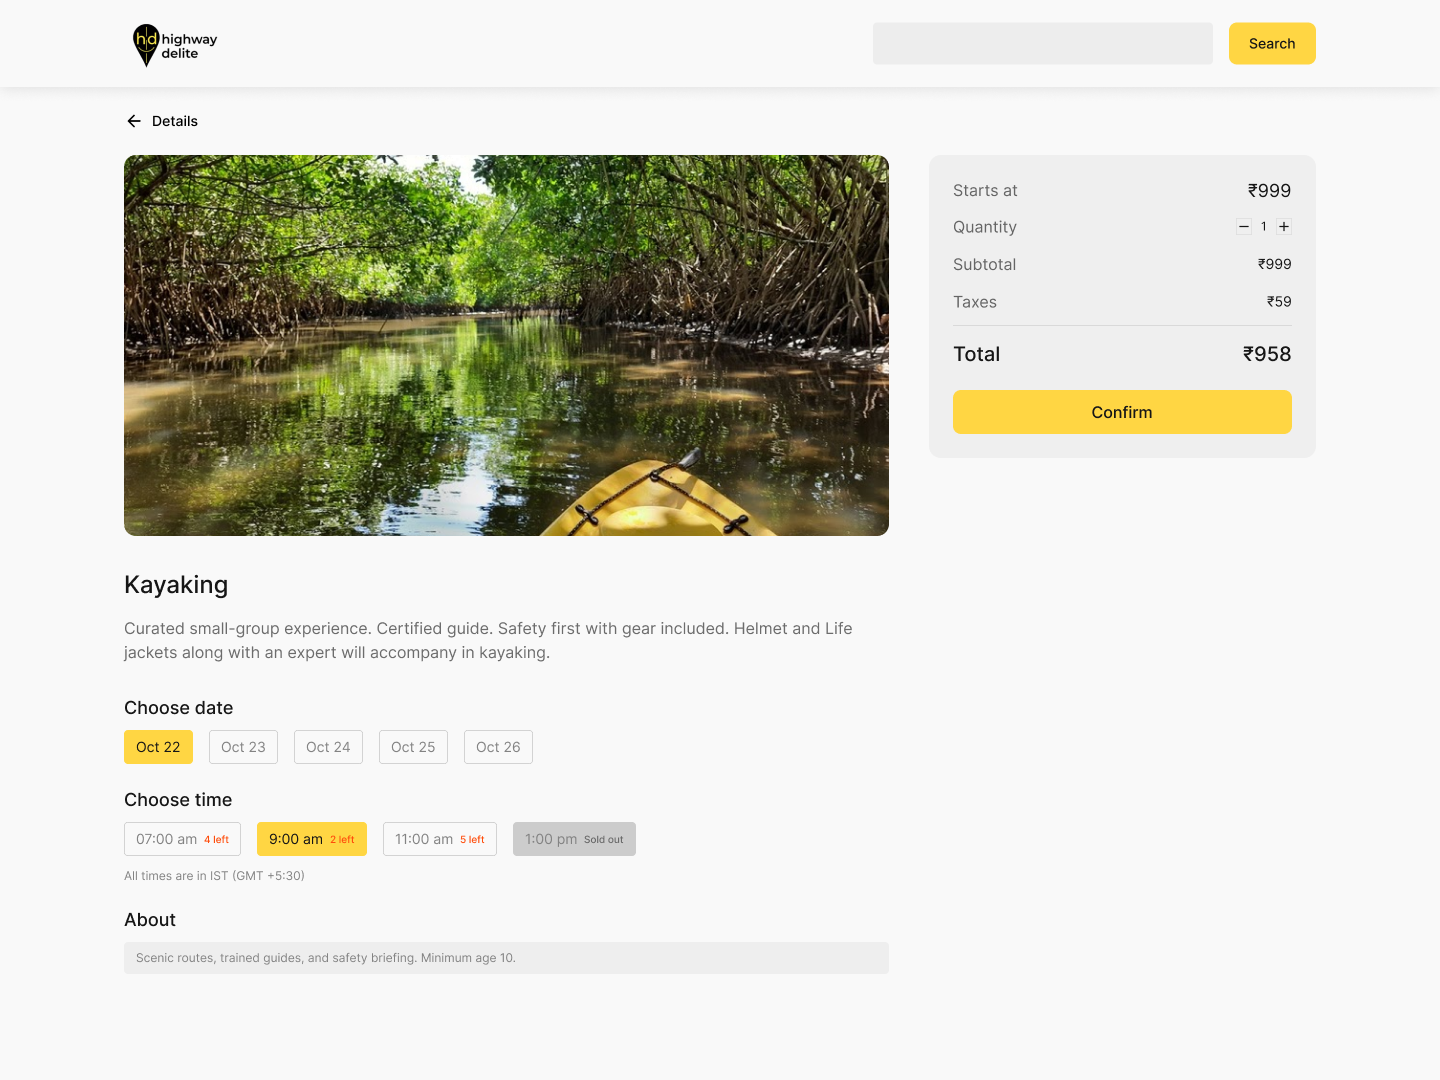 hd highway
delite
Search
Details
Starts at ₹999
Quantity 1
Subtotal ₹999
Taxes ₹59
Total ₹958
Confirm
Kayaking
Curated small-group experience. Certified guide. Safety first with gear included. Helmet and Life
jackets along with an expert will accompany in kayaking.
Choose date
Oct 22 Oct 23 Oct 24 Oct 25 Oct 26
Choose time
07:00 am 4 left 9:00 am 2 left 11:00 am 5 left 1:00 pm Sold out
All times are in IST (GMT +5:30)
About
Scenic routes, trained guides, and safety briefing. Minimum age 10.